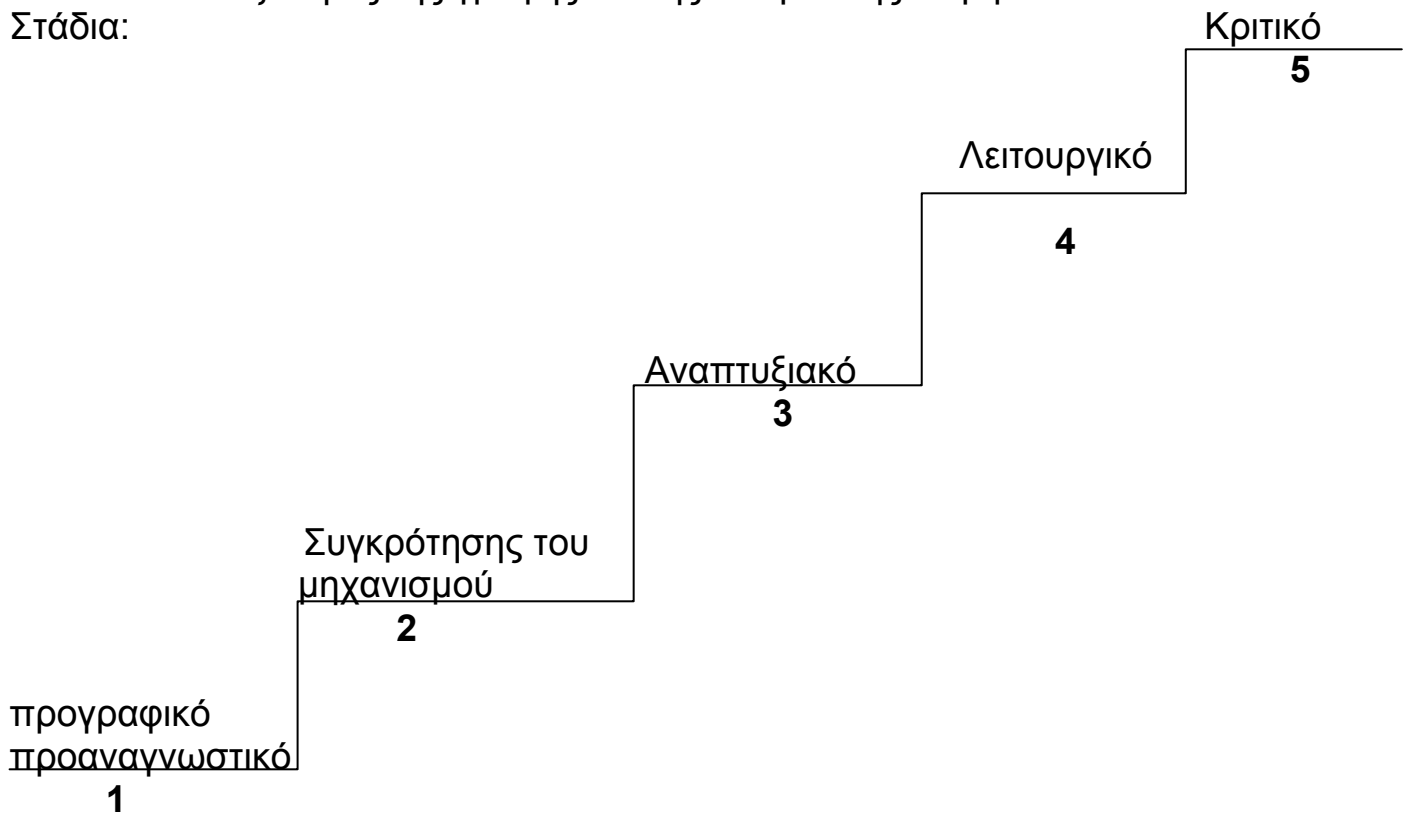 Στάδια:
Κριτικό
5
Λειτουργικό
4
Αναπτυξιακό
3
Συγκρότησης του
μηχανισμού
2
προγραφικό
προαναγνωστικό
1